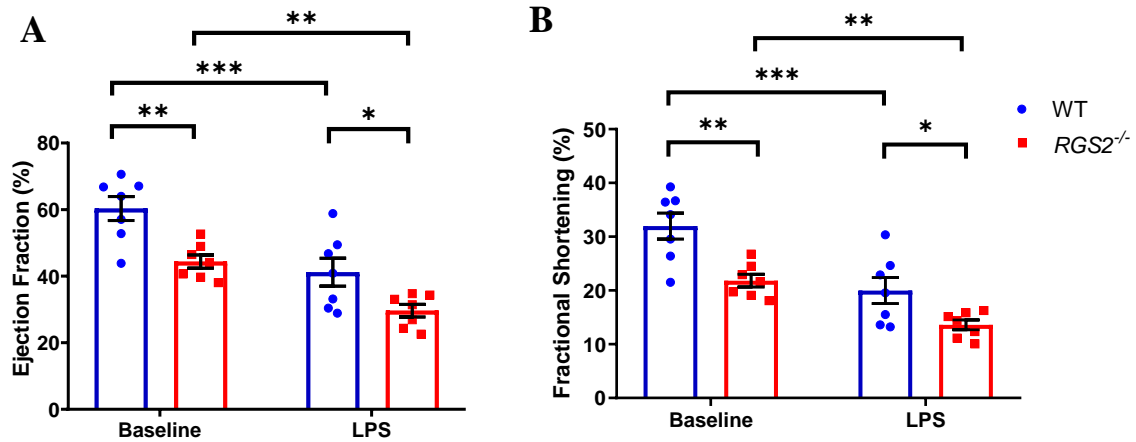 A
Ejection Fraction (%)
80
60
40
20
0
**
***
**
*
Baseline
LPS
B
Fractional Shortening (%)
50
40
30
20
10
0
**
***
**
*
Baseline
LPS
WT
RGS2-/-